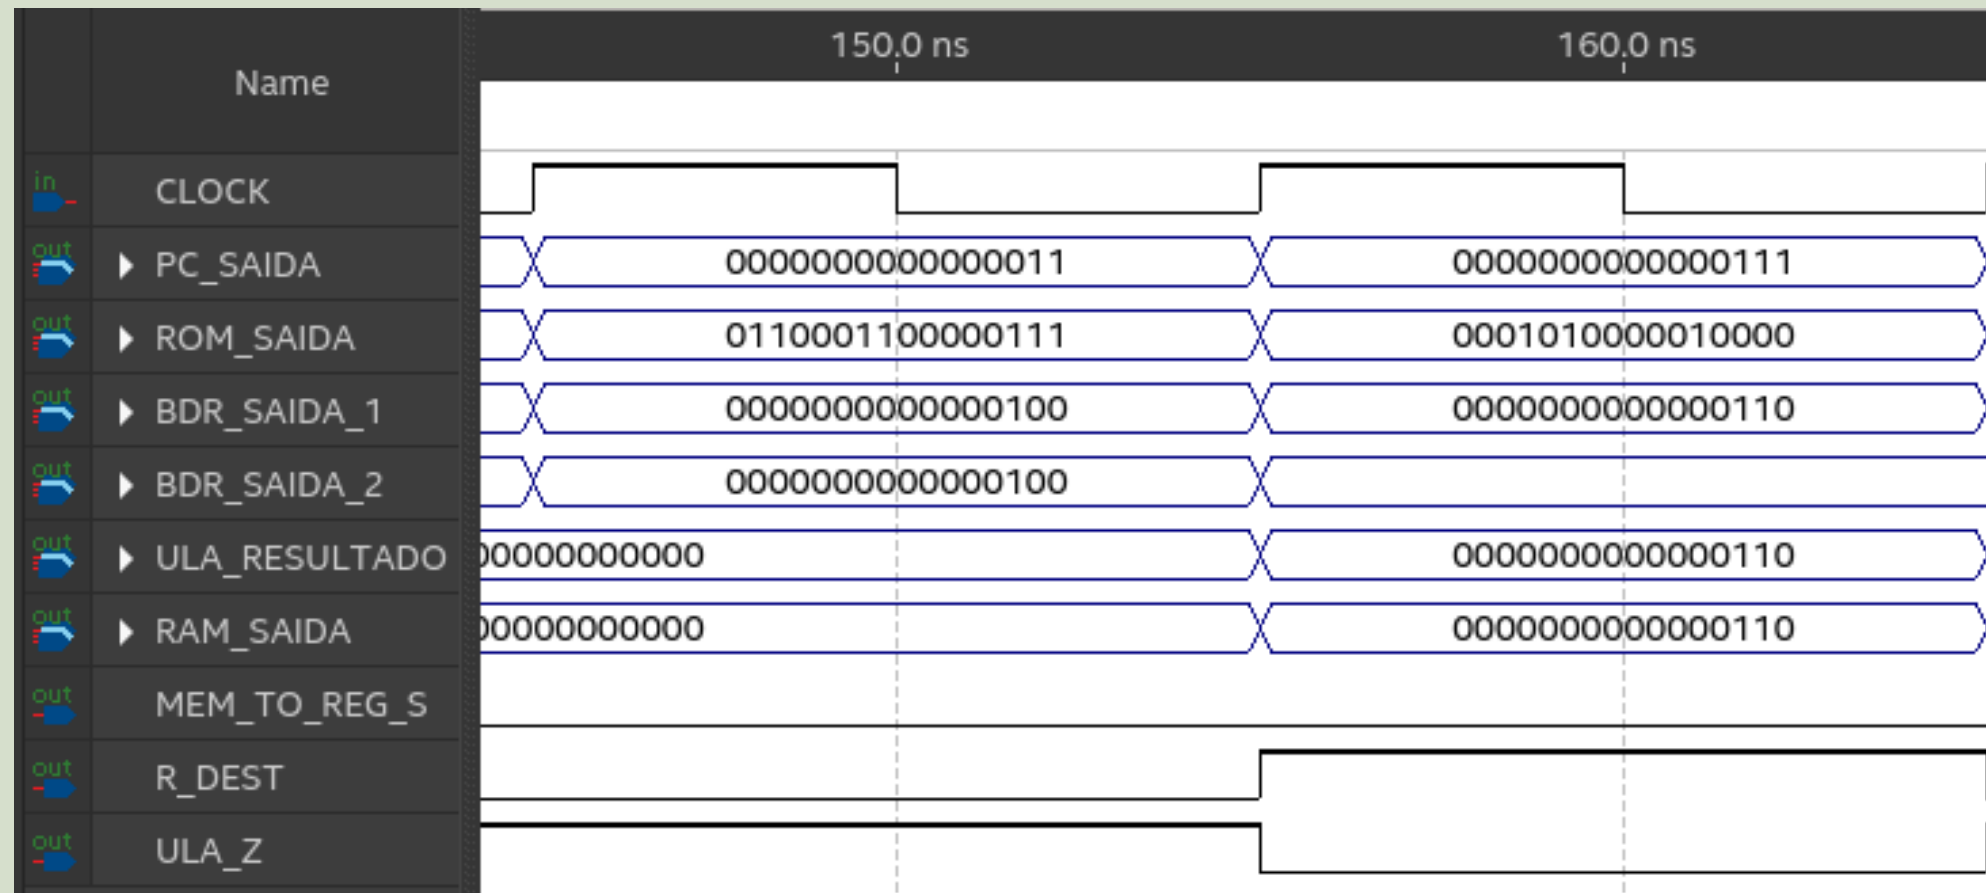 150.0 ns 160.0 ns
Name
in CLOCK
out PC_SAIDA 0000000000000011 0000000000000111
out ROM_SAIDA 0110001100000111 0001010000010000
out BDR_SAIDA_1 0000000000000100 0000000000000110
out BDR_SAIDA_2 0000000000000100
out ULA_RESULTADO 00000000000 0000000000000110
out RAM_SAIDA 00000000000 0000000000000110
out MEM_TO_REG_S
out R_DEST
out ULA_Z